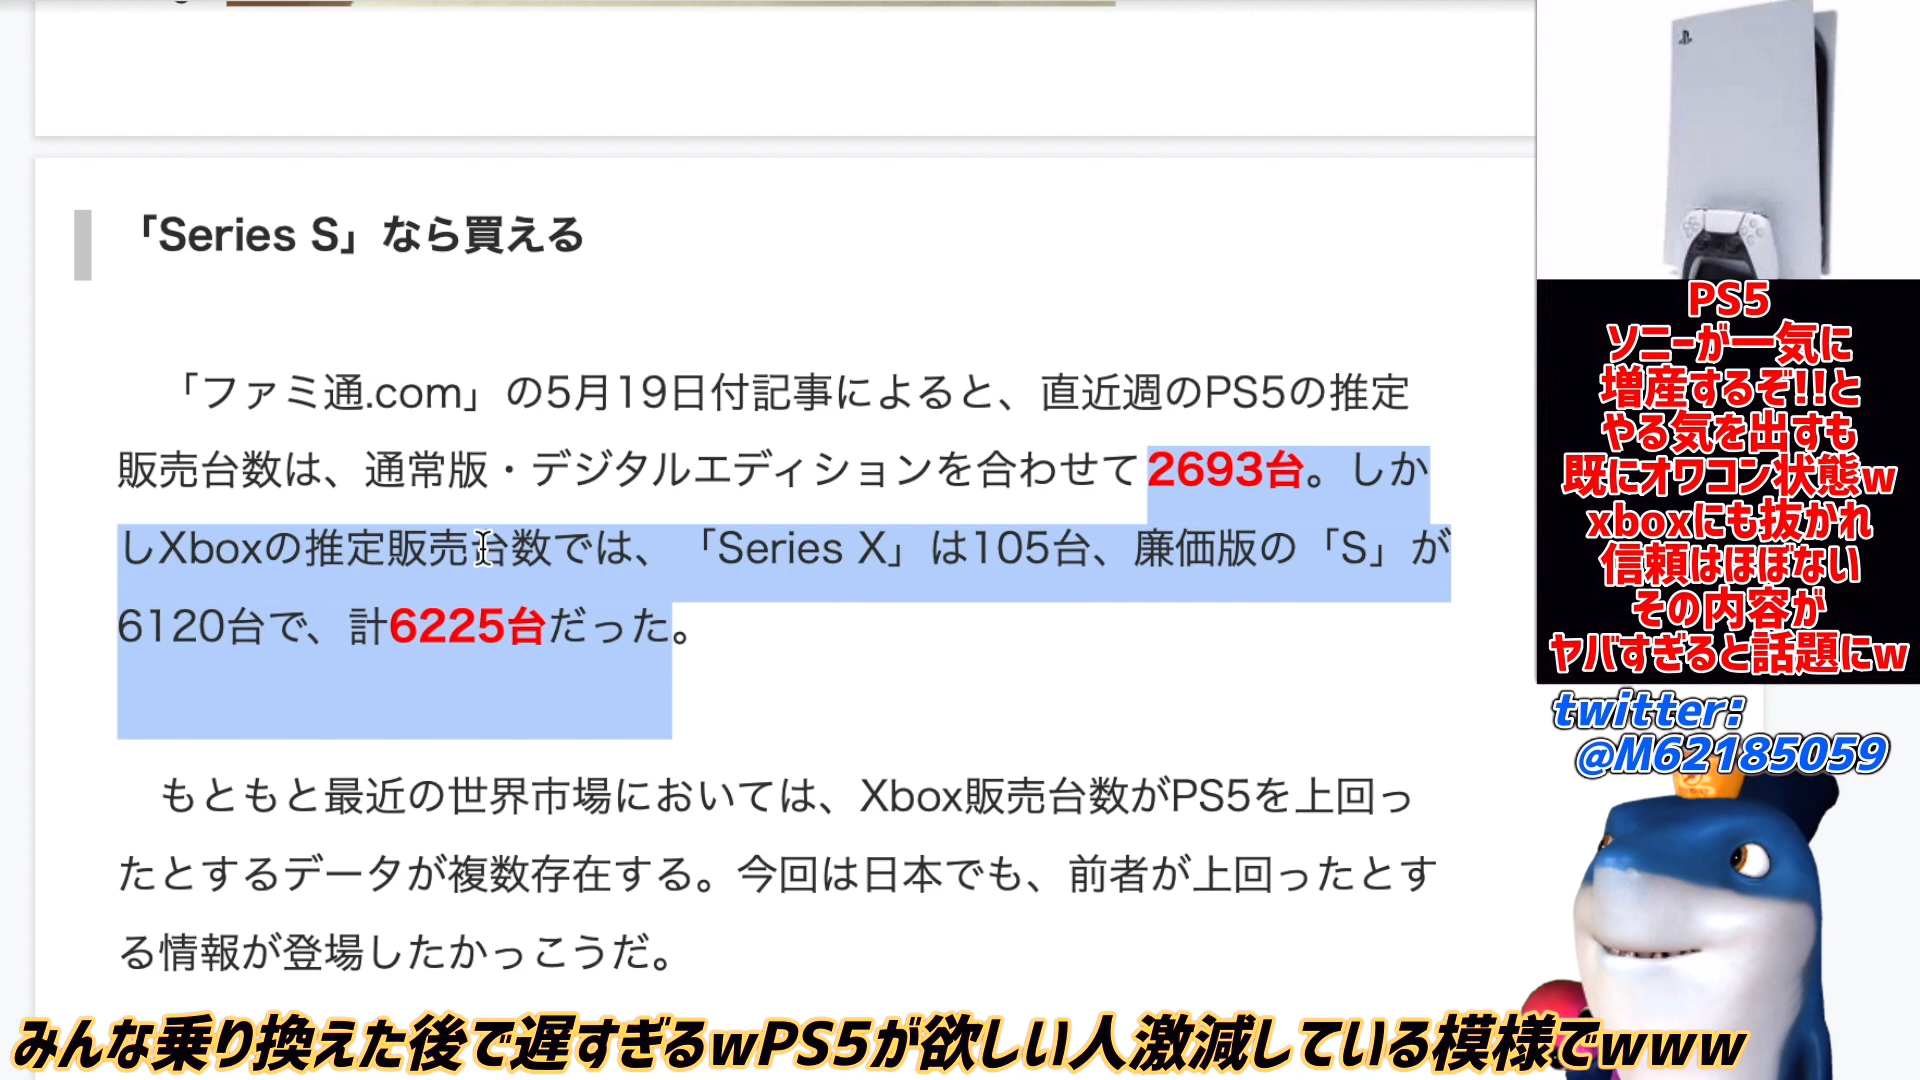 「Series S」なら買える
「ファミ通.com」の5月19日付記事によると、直近週のPS5の推定
販売台数は、通常版・デジタルエディションを合わせて2693台。しか
しXboxの推定販売台数では、「Series X」は105台、廉価版の「S」が
6120台で、計6225台だった。
もともと最近の世界市場においては、Xbox販売台数がPS5を上回っ
たとするデータが複数存在する。今回は日本でも、前者が上回ったとす
る情報が登場したかっこうだ。
PS5
ソニーが一気に
増産するぞ!!と
やる気を出すも
既にオワコン状態w
xboxにも抜かれ
信頼はほぼない
その内容が
ヤバすぎると話題にw
twitter:
@M62185059
みんな乗り換えた後で遅すぎるwPS5が欲しい人激減している模様でwww